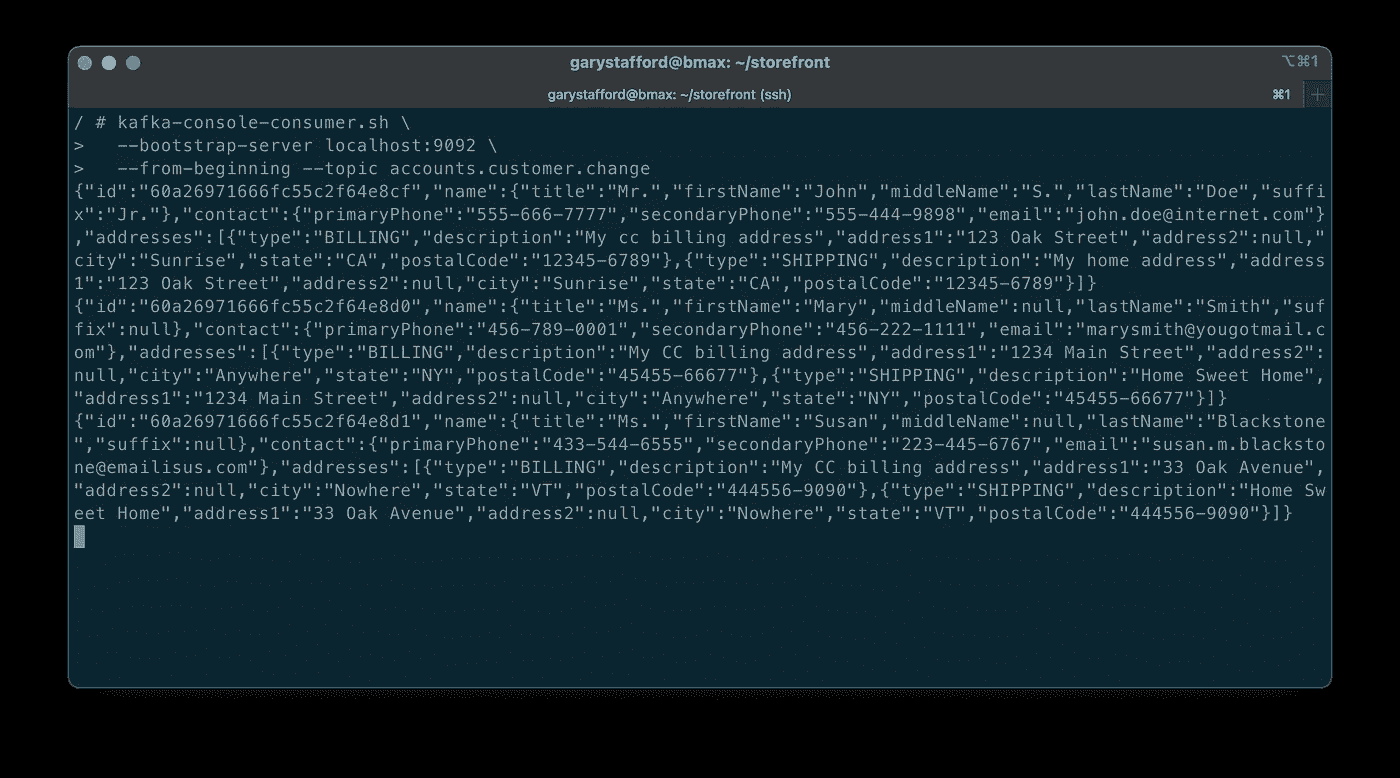 garystafford@bmax: ~/storefront
⌥⌘1
garystafford@bmax: ~/storefront (ssh)
⌘1
/ # kafka-console-consumer.sh \
>   --bootstrap-server localhost:9092 \
>   --from-beginning --topic accounts.customer.change
{"id":"60a26971666fc55c2f64e8cf","name":{"title":"Mr.","firstName":"John","middleName":"S.","lastName":"Doe","suffi
x":"Jr."},"contact":{"primaryPhone":"555-666-7777","secondaryPhone":"555-444-9898","email":"john.doe@internet.com"}
,"addresses":[{"type":"BILLING","description":"My cc billing address","address1":"123 Oak Street","address2":null,"
city":"Sunrise","state":"CA","postalCode":"12345-6789"},{"type":"SHIPPING","description":"My home address","address
1":"123 Oak Street","address2":null,"city":"Sunrise","state":"CA","postalCode":"12345-6789"}]}
{"id":"60a26971666fc55c2f64e8d0","name":{"title":"Ms.","firstName":"Mary","middleName":null,"lastName":"Smith","suf
fix":null},"contact":{"primaryPhone":"456-789-0001","secondaryPhone":"456-222-1111","email":"marysmith@yougotmail.c
om"},"addresses":[{"type":"BILLING","description":"My CC billing address","address1":"1234 Main Street","address2":
null,"city":"Anywhere","state":"NY","postalCode":"45455-66677"},{"type":"SHIPPING","description":"Home Sweet Home",
"address1":"1234 Main Street","address2":null,"city":"Anywhere","state":"NY","postalCode":"45455-66677"}]}
{"id":"60a26971666fc55c2f64e8d1","name":{"title":"Ms.","firstName":"Susan","middleName":null,"lastName":"Blackstone
","suffix":null},"contact":{"primaryPhone":"433-544-6555","secondaryPhone":"223-445-6767","email":"susan.m.blacksto
ne@emailisus.com"},"addresses":[{"type":"BILLING","description":"My CC billing address","address1":"33 Oak Avenue",
"address2":null,"city":"Nowhere","state":"VT","postalCode":"444556-9090"},{"type":"SHIPPING","description":"Home Sw
eet Home","address1":"33 Oak Avenue","address2":null,"city":"Nowhere","state":"VT","postalCode":"444556-9090"}]}